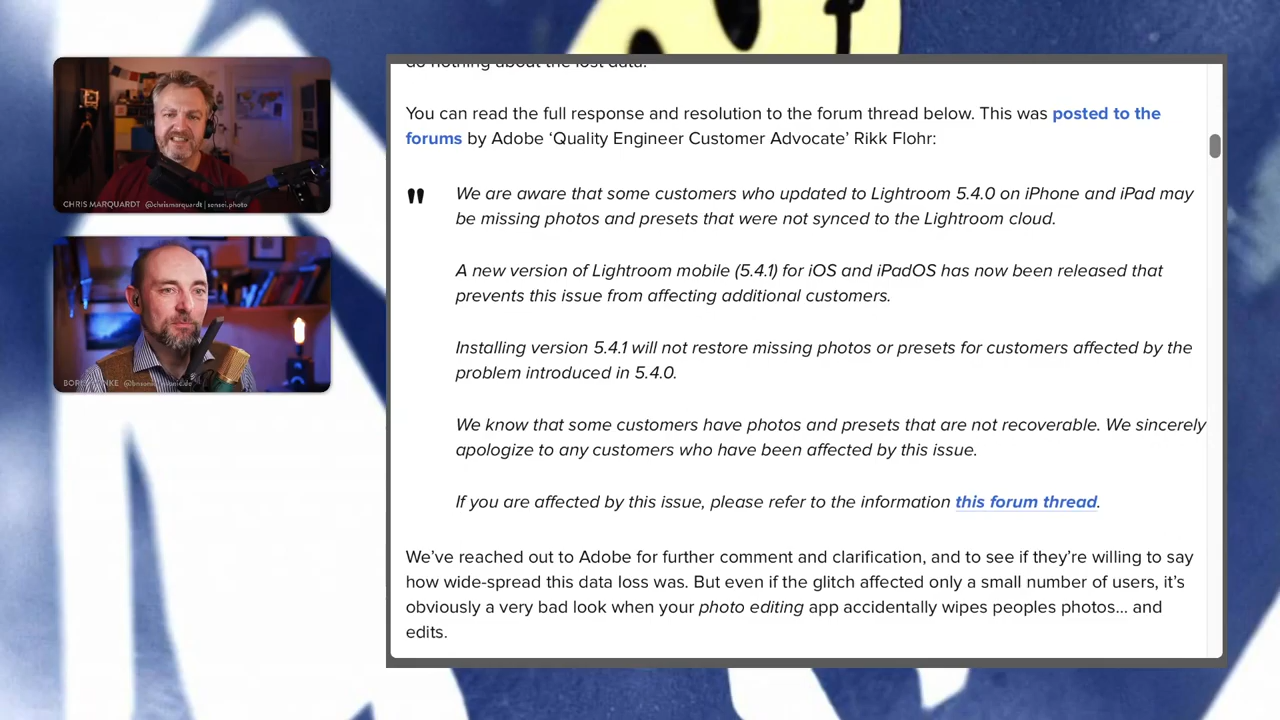 do nothing about the lost data.
You can read the full response and resolution to the forum thread below. This was posted to the
forums by Adobe ‘Quality Engineer Customer Advocate’ Rikk Flohr:
" We are aware that some customers who updated to Lightroom 5.4.0 on iPhone and iPad may
be missing photos and presets that were not synced to the Lightroom cloud.
A new version of Lightroom mobile (5.4.1) for iOS and iPadOS has now been released that
prevents this issue from affecting additional customers.
Installing version 5.4.1 will not restore missing photos or presets for customers affected by the
problem introduced in 5.4.0.
We know that some customers have photos and presets that are not recoverable. We sincerely
apologize to any customers who have been affected by this issue.
If you are affected by this issue, please refer to the information this forum thread.
We’ve reached out to Adobe for further comment and clarification, and to see if they’re willing to say
how wide-spread this data loss was. But even if the glitch affected only a small number of users, it’s
obviously a very bad look when your photo editing app accidentally wipes peoples photos… and
edits.
CHRIS MARQUARDT @chrismarquardt | sensei.photo